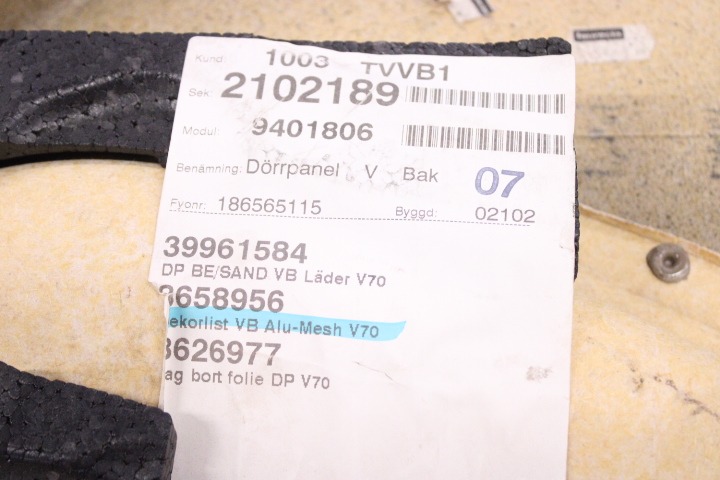 Kund: 1003 TVVB1
Sek: 2102189
Modul: 9401806
Benämning: Dörrpanel V Bak 07
Fyonr: 186565115 Byggd: 02102
39961584
DP BE/SAND VB Läder V70
8658956
ekorlist VB Alu-Mesh V70
8626977
ag bort folie DP V70